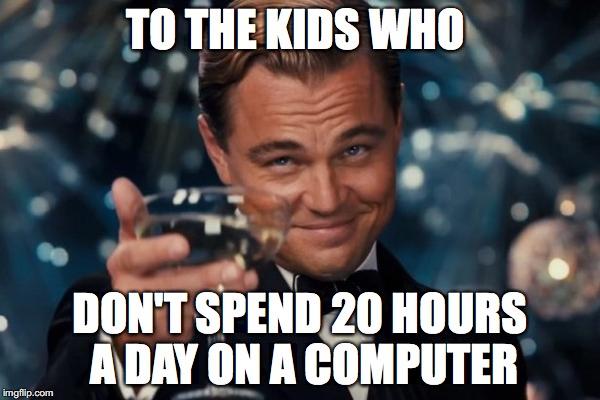 TO THE KIDS WHO
DON'T SPEND 20 HOURS
A DAY ON A COMPUTER
imgflip.com